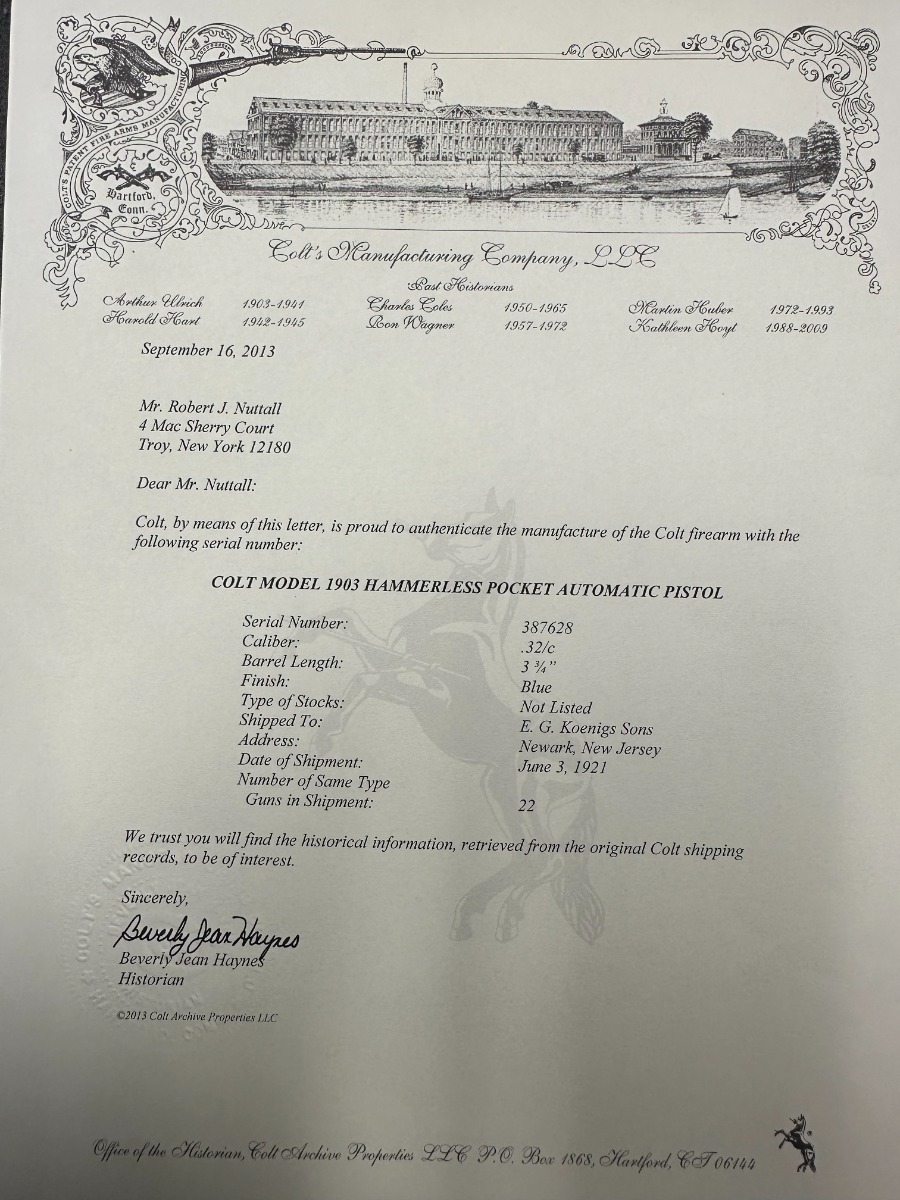 COLTS PATENT FIRE ARMS MANUFACTURING
Hartford,
Conn.
Colt's Manufacturing Company, LLC
Past Historians
Arthur Ulrich 1903-1941 Charles Coles 1950-1965 Martin Huber 1972-1993
Harold Hart 1942-1945 Ron Wagner 1957-1972 Kathleen Hoyt 1988-2009
September 16, 2013
Mr. Robert J. Nuttall
4 Mac Sherry Court
Troy, New York 12180
Dear Mr. Nuttall:
Colt, by means of this letter, is proud to authenticate the manufacture of the Colt firearm with the
following serial number:
COLT MODEL 1903 HAMMERLESS POCKET AUTOMATIC PISTOL
Serial Number: 387628
Caliber: .32/c
Barrel Length: 3 ¾"
Finish: Blue
Type of Stocks: Not Listed
Shipped To: E. G. Koenigs Sons
Address: Newark, New Jersey
Date of Shipment: June 3, 1921
Number of Same Type
Guns in Shipment: 22
We trust you will find the historical information, retrieved from the original Colt shipping
records, to be of interest.
Sincerely,
Beverly Jean Haynes
Beverly Jean Haynes
Historian
©2013 Colt Archive Properties LLC
Office of the Historian, Colt Archive Properties LLC P.O. Box 1868, Hartford, CT 06144